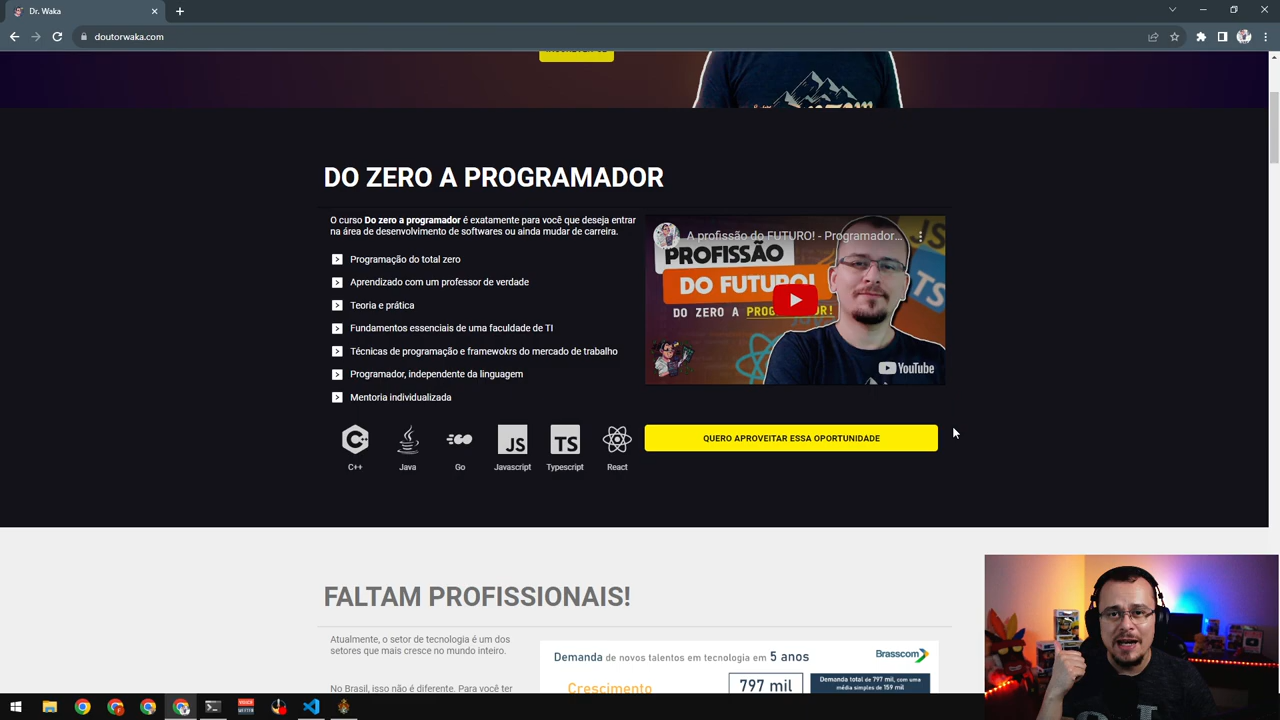 Dr. Waka
doutorwaka.com
DO ZERO A PROGRAMADOR
O curso Do zero a programador é exatamente para você que deseja entrar
na área de desenvolvimento de softwares ou ainda mudar de carreira.
Programação do total zero
Aprendizado com um professor de verdade
Teoria e prática
Fundamentos essenciais de uma faculdade de TI
Técnicas de programação e framewokrs do mercado de trabalho
Programador, independente da linguagem
Mentoria individualizada
C++ Java Go Javascript Typescript React
JS TS
A profissão do FUTURO! - Programador...
PROFISSÃO
DO FUTURO!
DO ZERO A PROGRAMADOR!
JS
TS
YouTube
QUERO APROVEITAR ESSA OPORTUNIDADE
FALTAM PROFISSIONAIS!
Atualmente, o setor de tecnologia é um dos
setores que mais cresce no mundo inteiro.
No Brasil, isso não é diferente. Para você ter
Demanda de novos talentos em tecnologia em 5 anos
Brasscom
Crescimento
797 mil
Demanda total de 797 mil, com uma
média simples de 159 mil